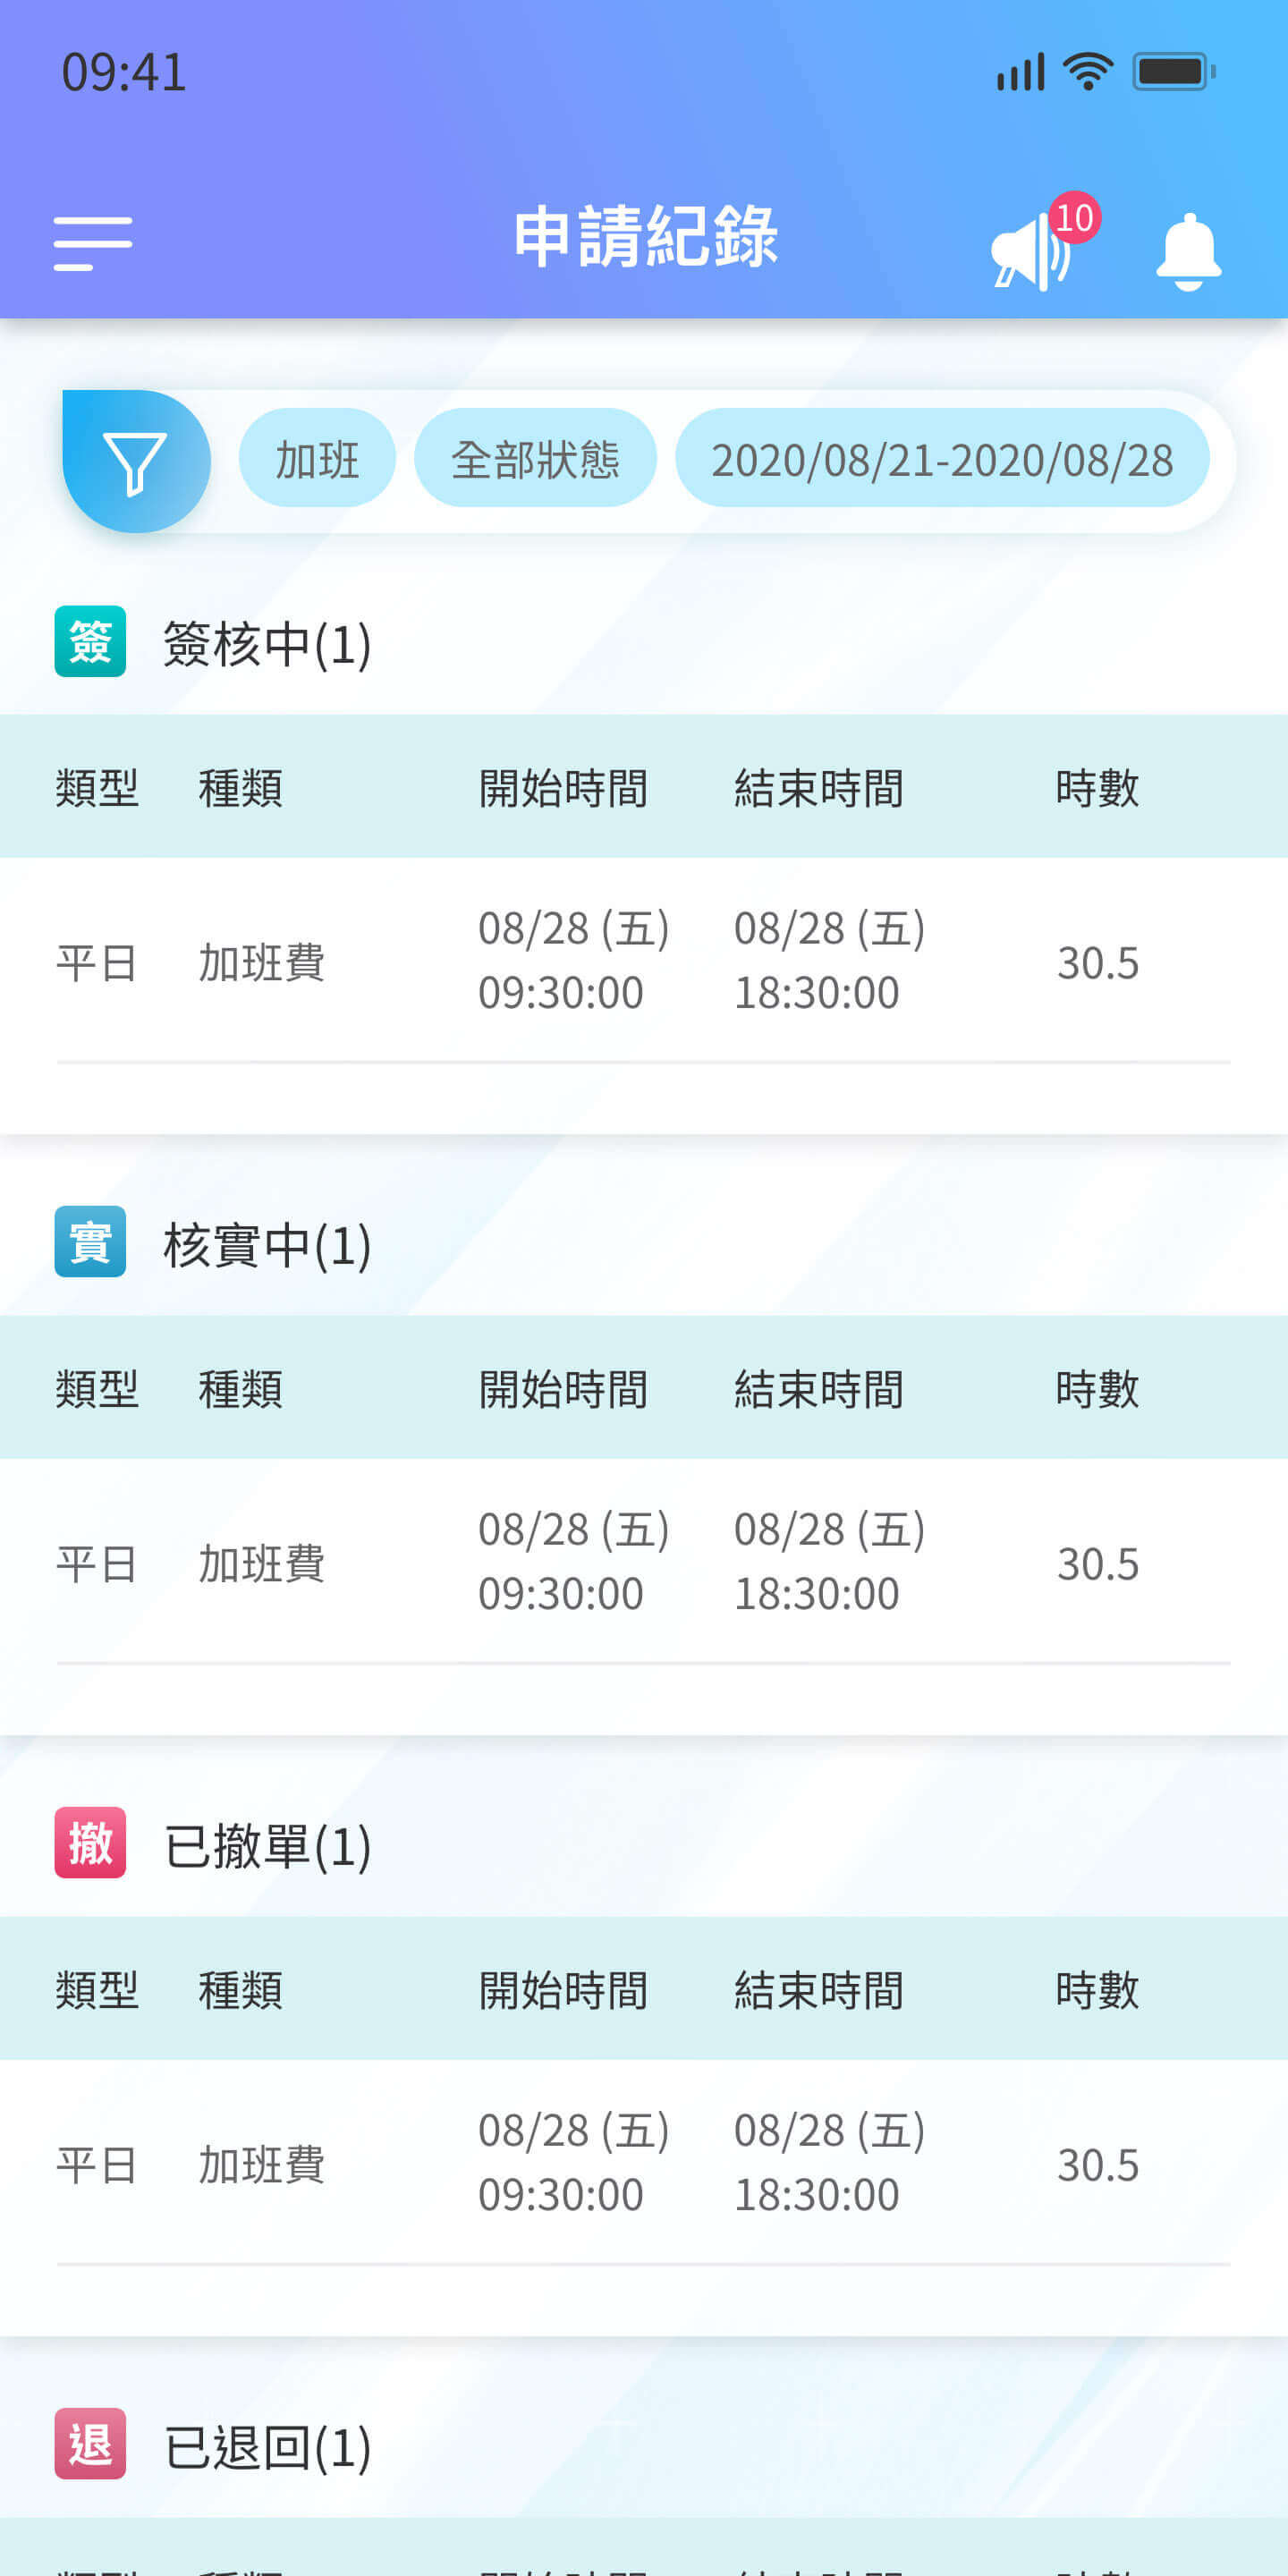 09:41
申請紀錄
10
加班 全部狀態 2020/08/21-2020/08/28
簽 簽核中(1)
類型 種類 開始時間 結束時間 時數
平日 加班費 08/28 (五) 08/28 (五) 30.5
09:30:00 18:30:00
實 核實中(1)
類型 種類 開始時間 結束時間 時數
平日 加班費 08/28 (五) 08/28 (五) 30.5
09:30:00 18:30:00
撤 已撤單(1)
類型 種類 開始時間 結束時間 時數
平日 加班費 08/28 (五) 08/28 (五) 30.5
09:30:00 18:30:00
退 已退回(1)